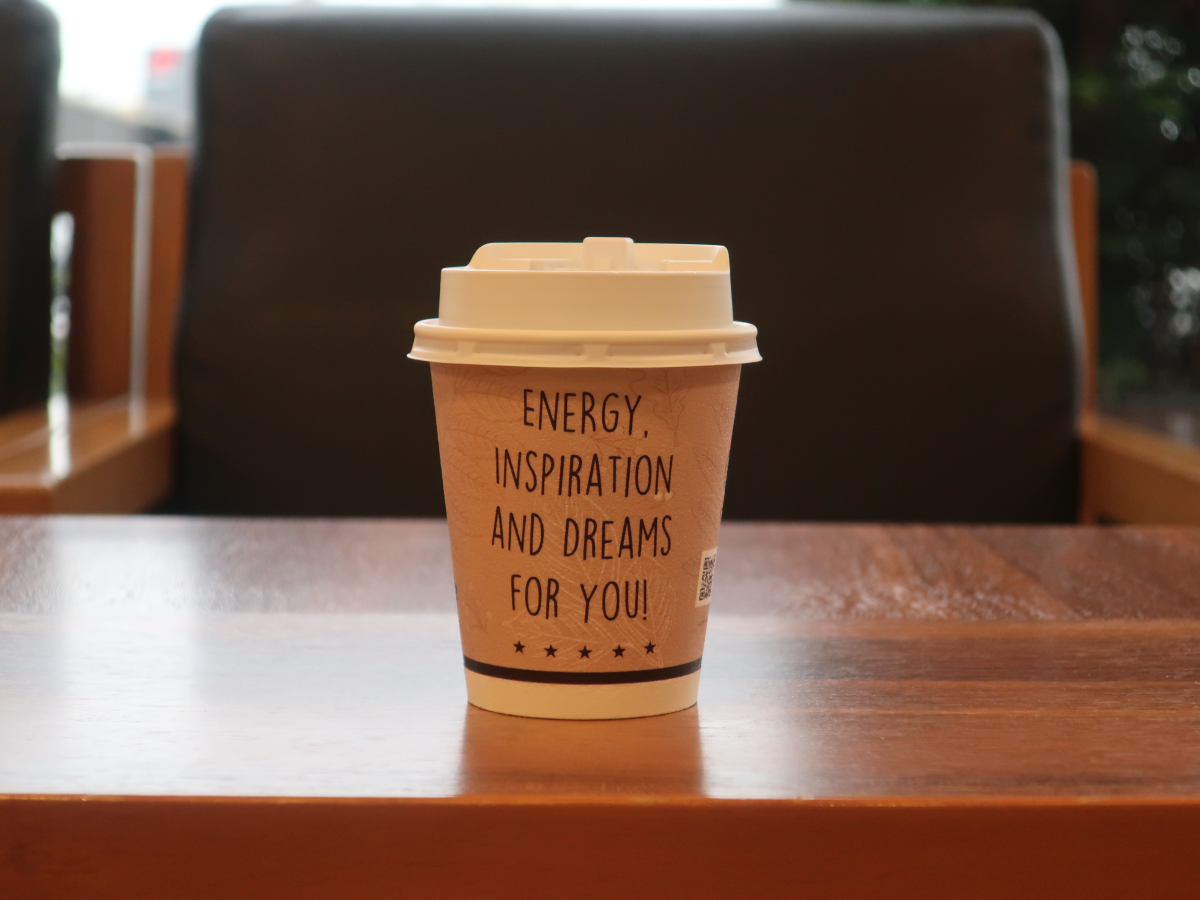 ENERGY,
INSPIRATION
AND DREAMS
FOR YOU!